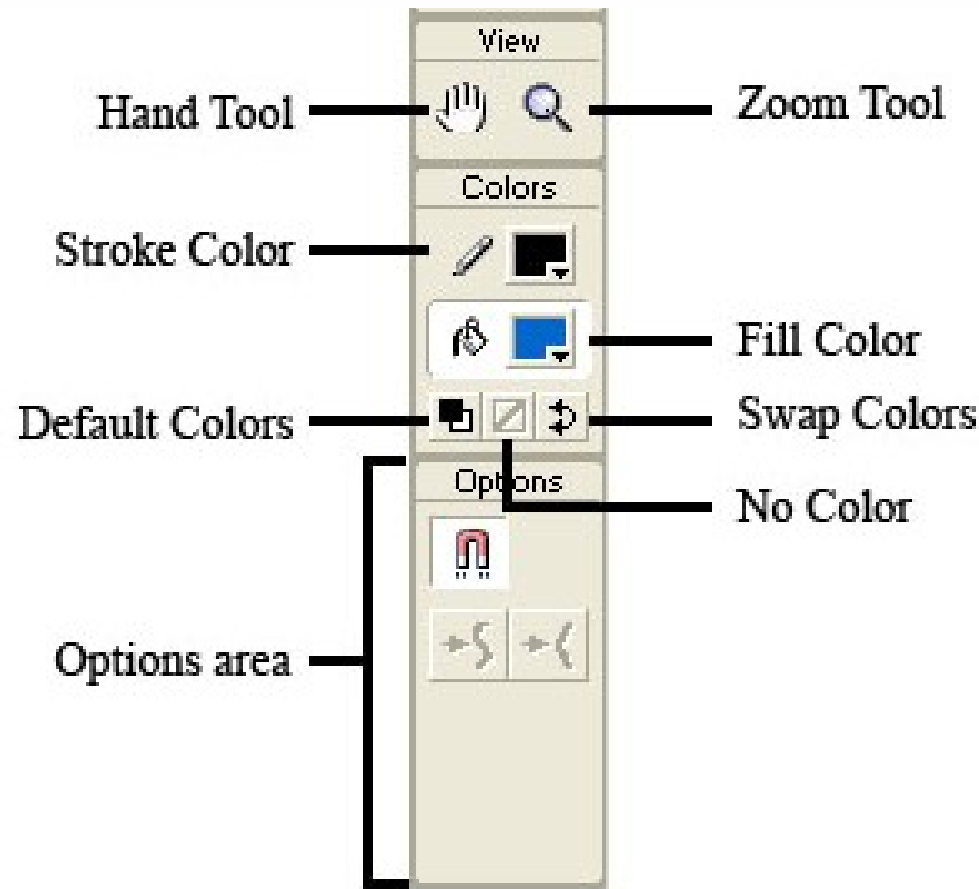 View
Hand Tool
Zoom Tool
Colors
Stroke Color
Fill Color
Default Colors
Swap Colors
Options
No Color
Options area